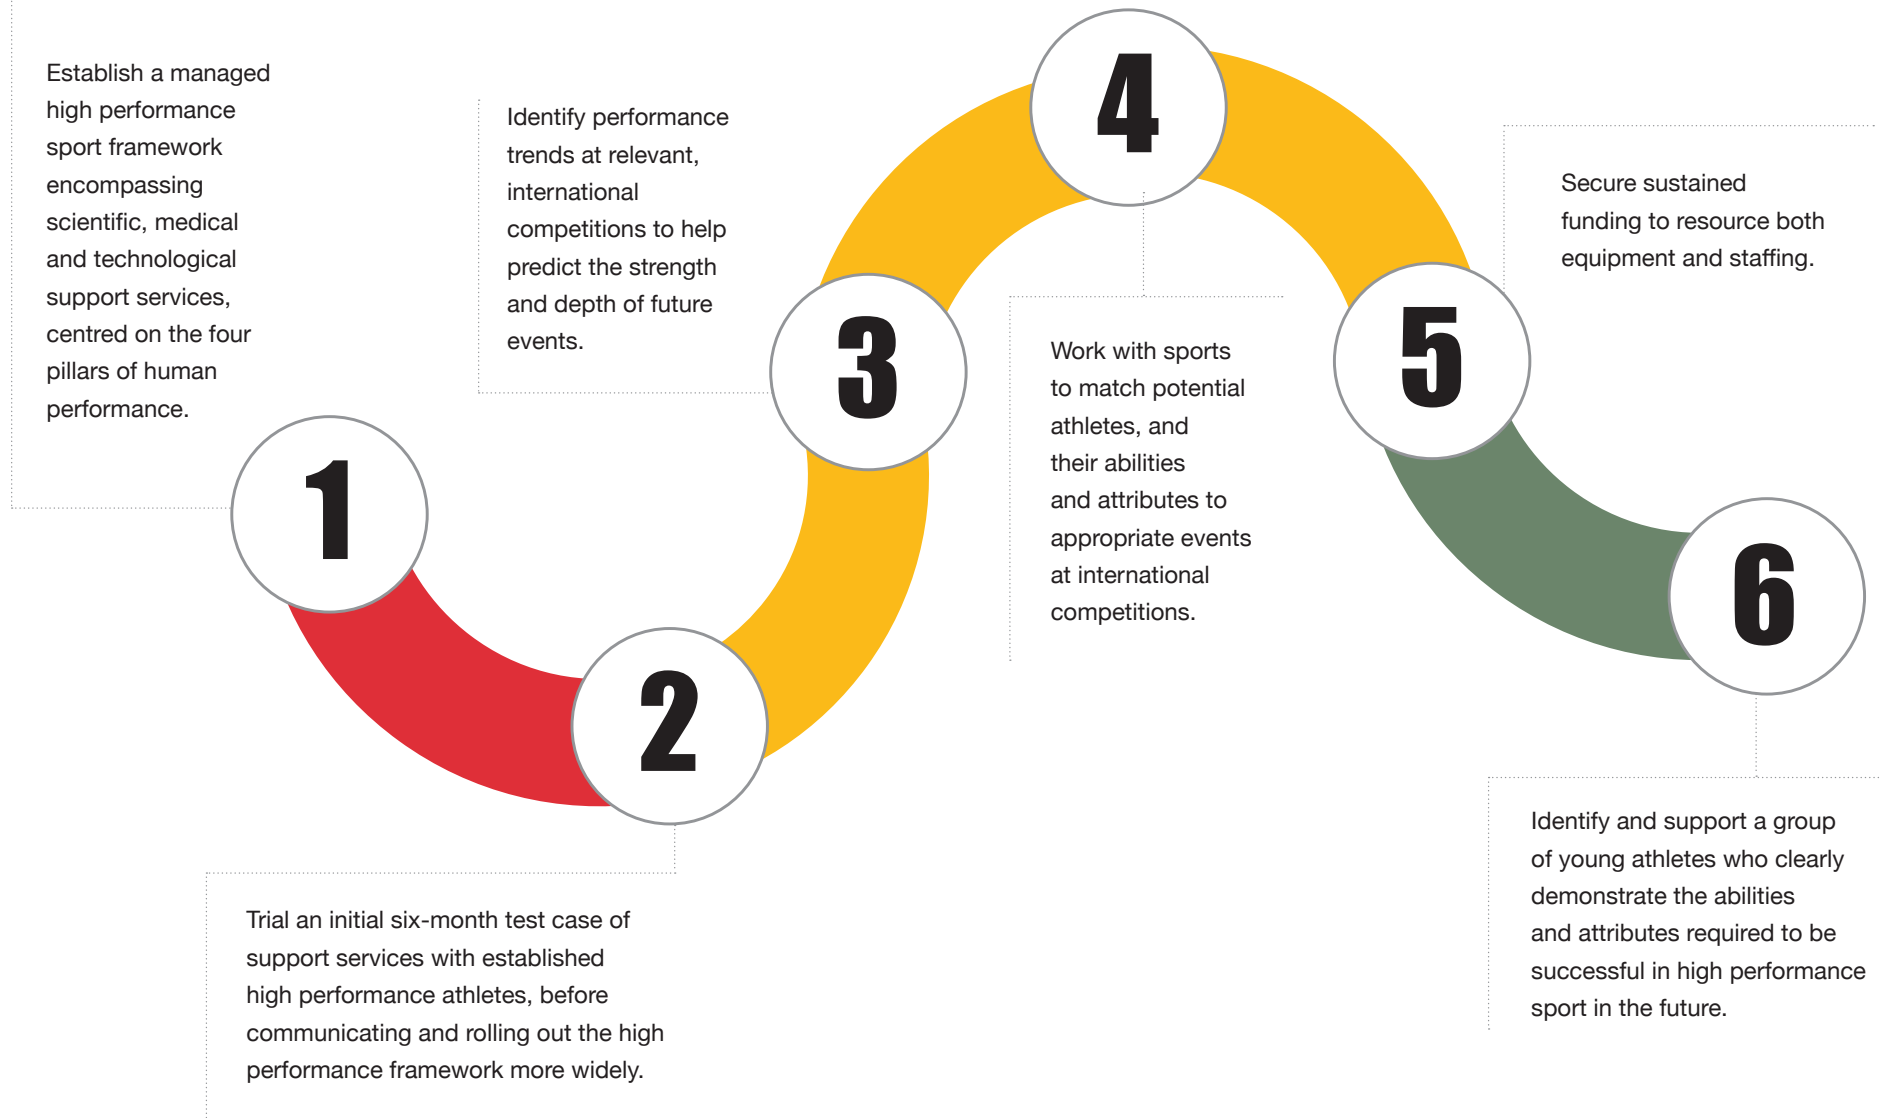 1
Establish a managed
high performance
sport framework
encompassing
scientific, medical
and technological
support services,
centred on the four
pillars of human
performance.
2
Trial an initial six-month test case of
support services with established
high performance athletes, before
communicating and rolling out the high
performance framework more widely.
3
Identify performance
trends at relevant,
international
competitions to help
predict the strength
and depth of future
events.
4
Work with sports
to match potential
athletes, and
their abilities
and attributes to
appropriate events
at international
competitions.
5
Secure sustained
funding to resource both
equipment and staffing.
6
Identify and support a group
of young athletes who clearly
demonstrate the abilities
and attributes required to be
successful in high performance
sport in the future.